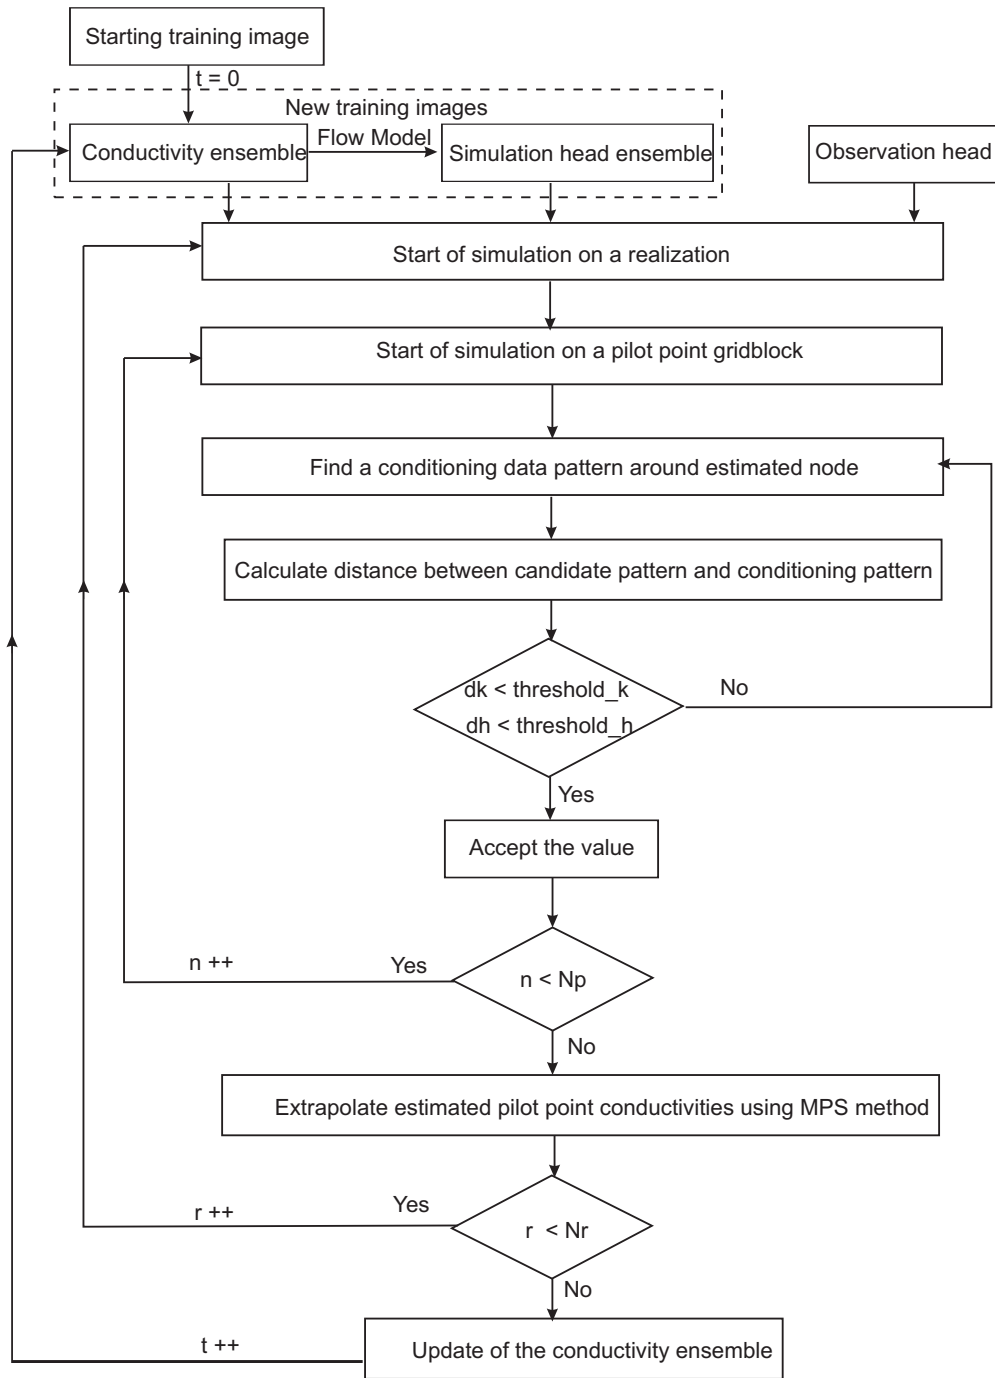 Starting training image
t = 0
New training images
Conductivity ensemble
Flow Model
Simulation head ensemble
Observation head
Start of simulation on a realization
Start of simulation on a pilot point gridblock
Find a conditioning data pattern around estimated node
Calculate distance between candidate pattern and conditioning pattern
dk < threshold_k
dh < threshold_h
No
Yes
Accept the value
n < Np
Yes
n ++
No
Extrapolate estimated pilot point conductivities using MPS method
r < Nr
Yes
r ++
No
Update of the conductivity ensemble
t ++